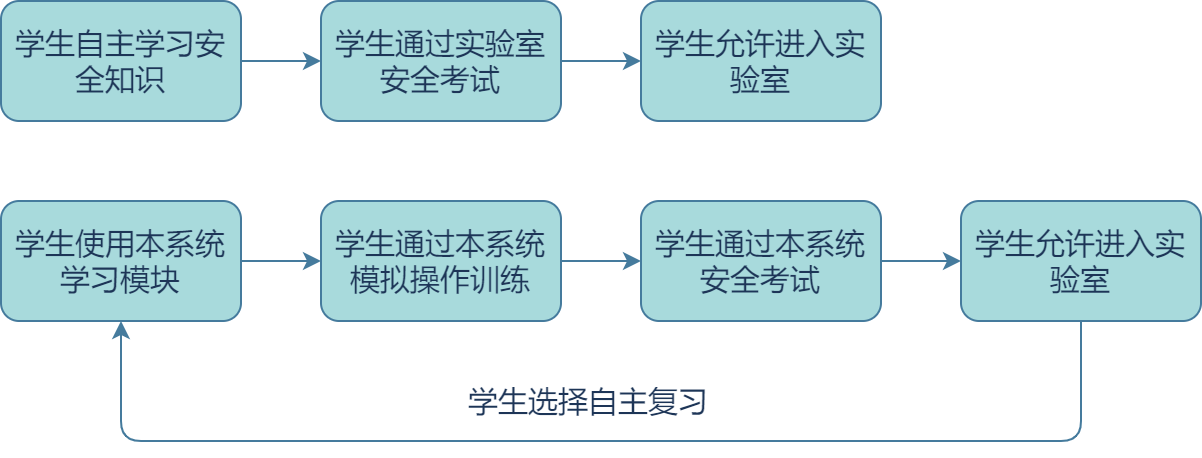 学生自主学习安
全知识
学生通过实验室
安全考试
学生允许进入实
验室
学生使用本系统
学习模块
学生通过本系统
模拟操作训练
学生通过本系统
安全考试
学生允许进入实
验室
学生选择自主复习